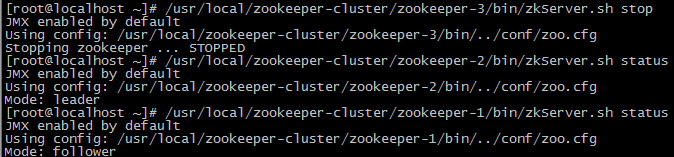 [root@localhost ~]# /usr/local/zookeeper-cluster/zookeeper-3/bin/zkServer.sh stop
JMX enabled by default
Using config: /usr/local/zookeeper-cluster/zookeeper-3/bin/../conf/zoo.cfg
Stopping zookeeper ... STOPPED
[root@localhost ~]# /usr/local/zookeeper-cluster/zookeeper-2/bin/zkServer.sh status
JMX enabled by default
Using config: /usr/local/zookeeper-cluster/zookeeper-2/bin/../conf/zoo.cfg
Mode: leader
[root@localhost ~]# /usr/local/zookeeper-cluster/zookeeper-1/bin/zkServer.sh status
JMX enabled by default
Using config: /usr/local/zookeeper-cluster/zookeeper-1/bin/../conf/zoo.cfg
Mode: follower